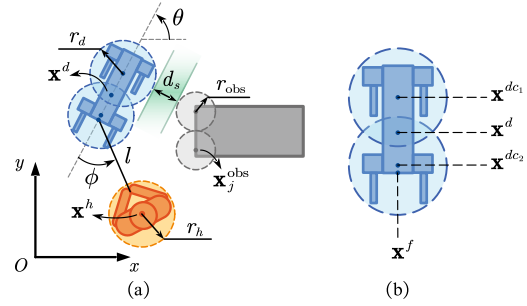 θ
r_d
x^d
d_s
r_obs
x_j^obs
l
ϕ
y
x^h
r_h
O
x
(a)
x^{dc_1}
x^d
x^{dc_2}
x^f
(b)